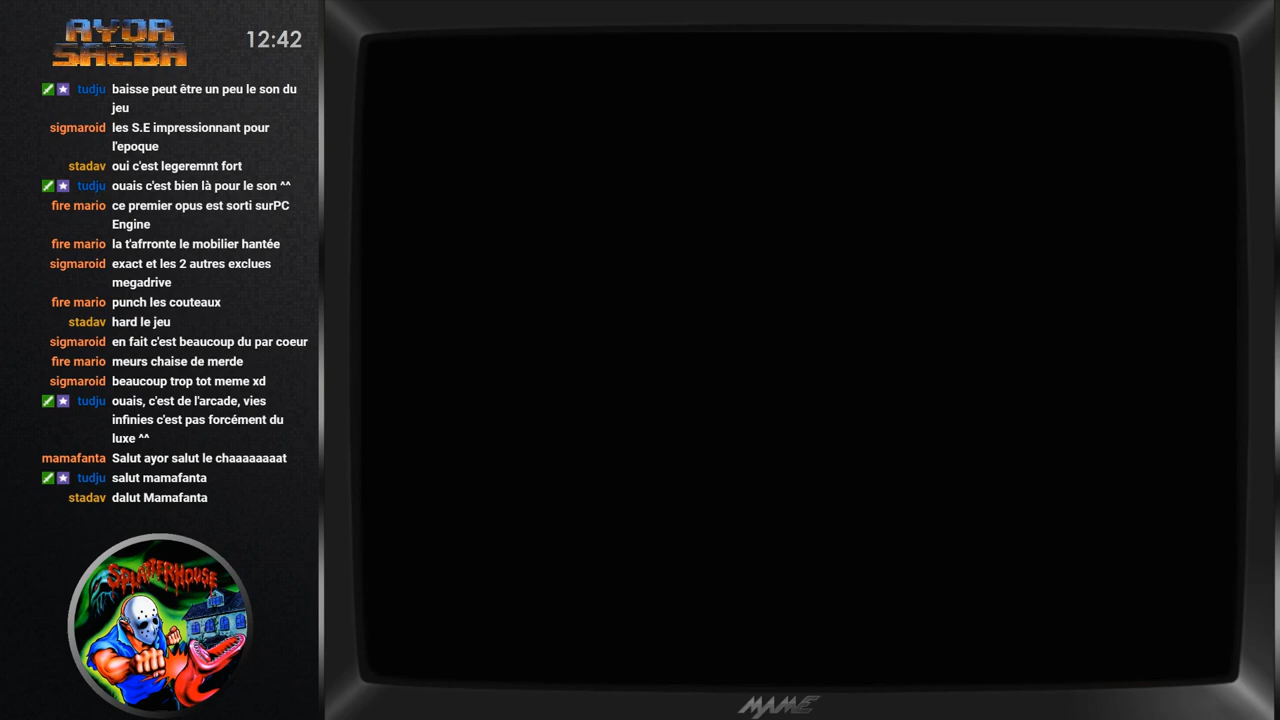 AYOR
SAEBA
12:42
tudju baisse peut être un peu le son du
jeu
sigmaroid les S.E impressionnant pour
l'epoque
stadav oui c'est legeremnt fort
tudju ouais c'est bien là pour le son ^^
fire mario ce premier opus est sorti surPC
Engine
fire mario la t'afrronte le mobilier hantée
sigmaroid exact et les 2 autres exclues
megadrive
fire mario punch les couteaux
stadav hard le jeu
sigmaroid en fait c'est beaucoup du par coeur
fire mario meurs chaise de merde
sigmaroid beaucoup trop tot meme xd
tudju ouais, c'est de l'arcade, vies
infinies c'est pas forcément du
luxe ^^
mamafanta Salut ayor salut le chaaaaaaat
tudju salut mamafanta
stadav dalut Mamafanta
SPLATTERHOUSE
MAME